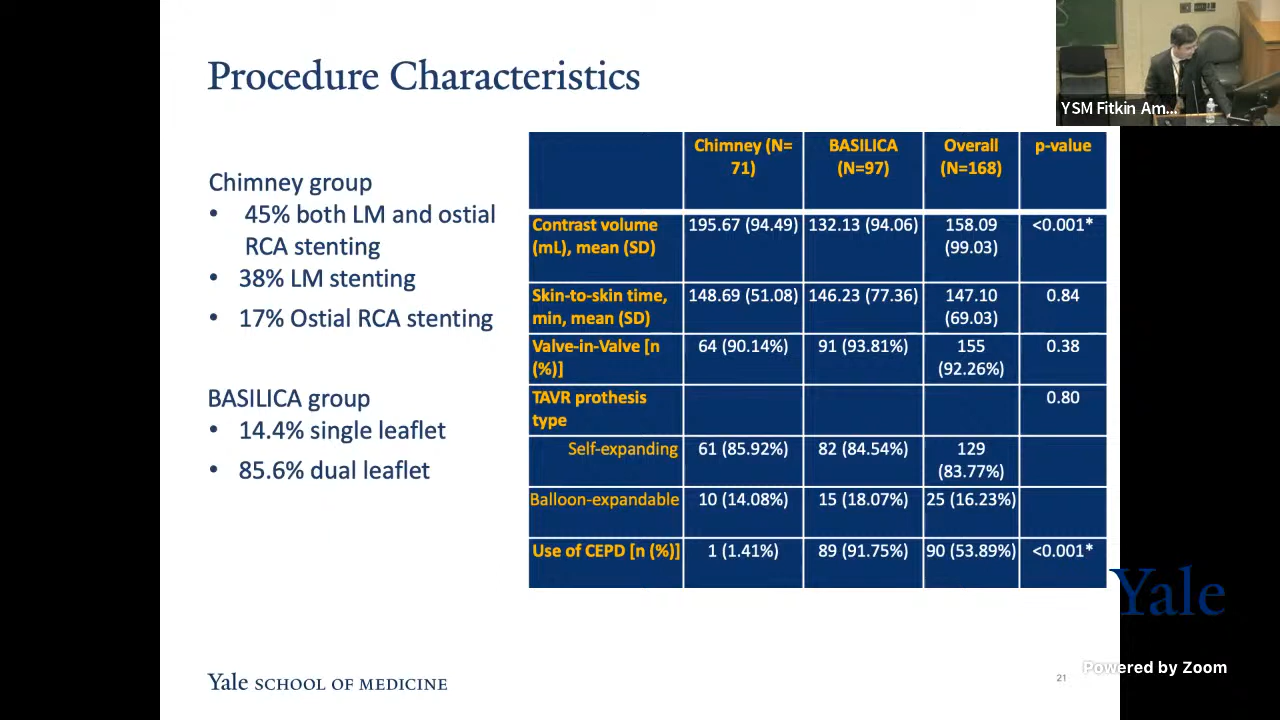 Procedure Characteristics
YSM Fitkin Am...
Chimney group
• 45% both LM and ostial
RCA stenting
• 38% LM stenting
• 17% Ostial RCA stenting
BASILICA group
• 14.4% single leaflet
• 85.6% dual leaflet
Chimney (N= BASILICA Overall p-value
71) (N=97) (N=168)
Contrast volume 195.67 (94.49) 132.13 (94.06) 158.09 <0.001*
(mL), mean (SD) (99.03)
Skin-to-skin time, 148.69 (51.08) 146.23 (77.36) 147.10 0.84
min, mean (SD) (69.03)
Valve-in-Valve [n 64 (90.14%) 91 (93.81%) 155 0.38
(%)] (92.26%)
TAVR prothesis 0.80
type
Self-expanding 61 (85.92%) 82 (84.54%) 129
(83.77%)
Balloon-expandable 10 (14.08%) 15 (18.07%) 25 (16.23%)
Use of CEPD [n (%)] 1 (1.41%) 89 (91.75%) 90 (53.89%) <0.001*
Yale
Powered by Zoom
Yale SCHOOL OF MEDICINE
21